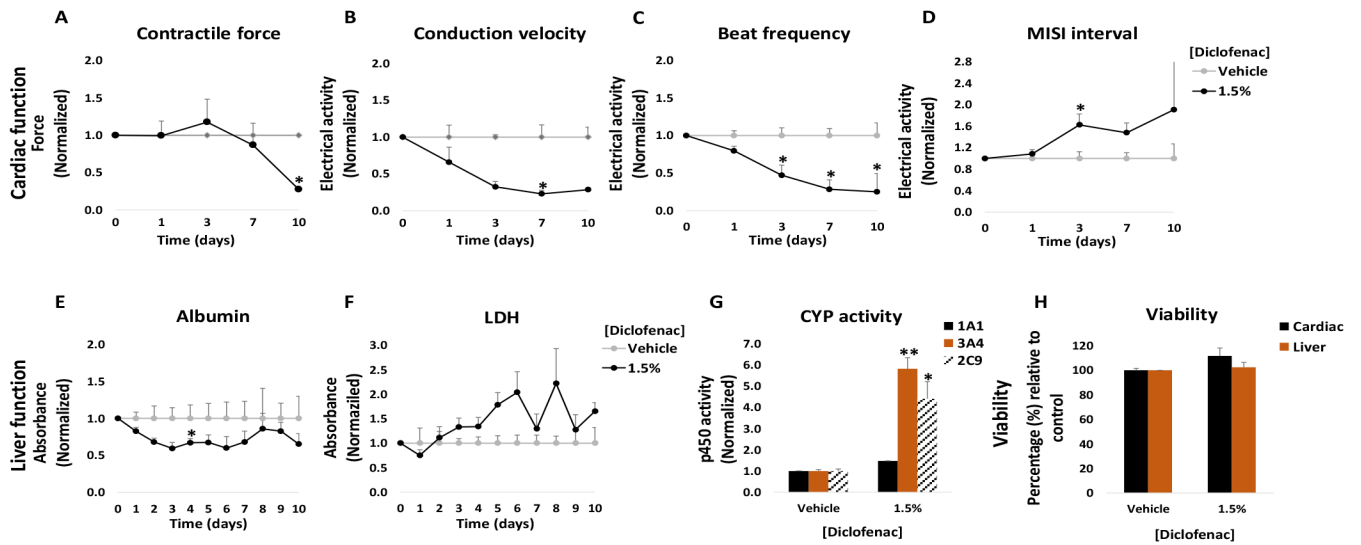 A
Contractile force
Cardiac function
Force
(Normalized)
2.0
1.5
1.0
0.5
0.0
*
0 1 3 7 10
Time (days)
B
Conduction velocity
Electrical activity
(Normalized)
2.0
1.5
1.0
0.5
0.0
*
0 1 3 7 10
Time (days)
C
Beat frequency
Electrical activity
(Normalized)
2.0
1.5
1.0
0.5
0.0
* * *
0 1 3 7 10
Time (days)
D
MISI interval
Electrical activity
(Normalized)
2.8
2.4
2.0
1.6
1.2
0.8
0.4
0.0
*
0 1 3 7 10
Time (days)
[Diclofenac]
Vehicle
1.5%
E
Albumin
Liver function
Absorbance
(Normalized)
2.0
1.5
1.0
0.5
0.0
*
0 1 2 3 4 5 6 7 8 9 10
Time (days)
F
LDH
Absorbance
(Normaziled)
3.0
2.5
2.0
1.5
1.0
0.5
0.0
0 1 2 3 4 5 6 7 8 9 10
Time (days)
[Diclofenac]
Vehicle
1.5%
G
CYP activity
p450 activity
(Normalized)
7.0
6.0
5.0
4.0
3.0
2.0
1.0
0.0
** *
Vehicle 1.5%
[Diclofenac]
1A1
3A4
2C9
H
Viability
Viability
Percentage (%) relative to
control
120
100
80
60
40
20
0
Vehicle 1.5%
[Diclofenac]
Cardiac
Liver